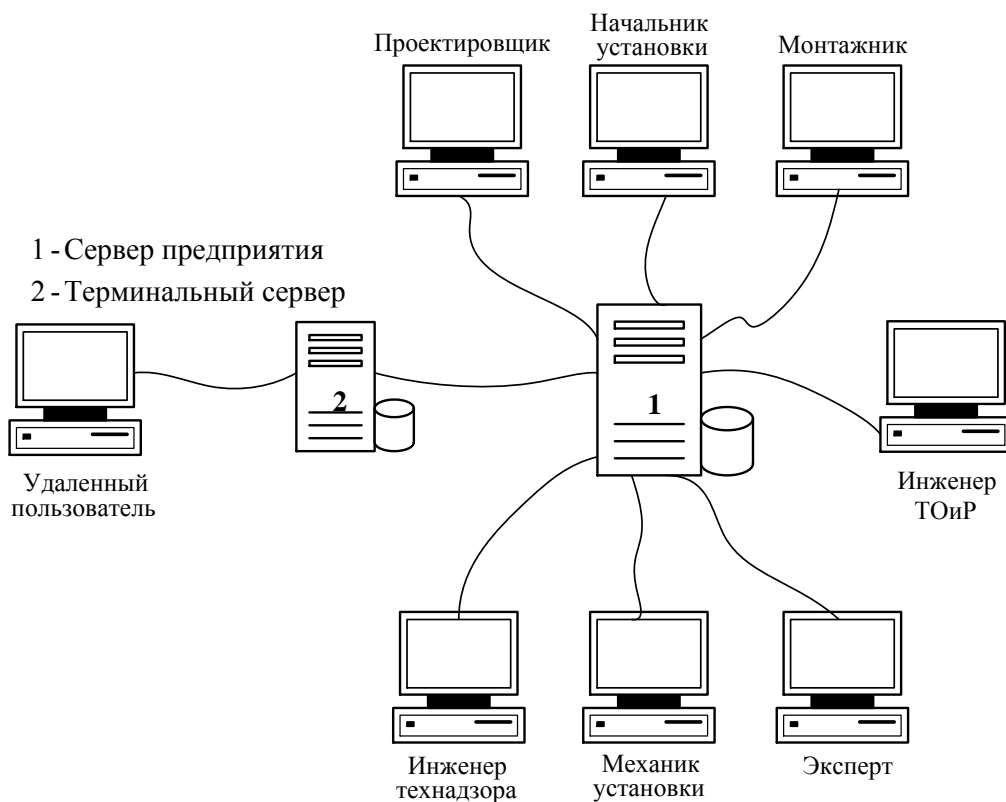 Проектировщик
Начальник
установки
Монтажник
1 - Сервер предприятия
2 - Терминальный сервер
2
1
Удаленный
пользователь
Инженер
ТОиР
Инженер
технадзора
Механик
установки
Эксперт